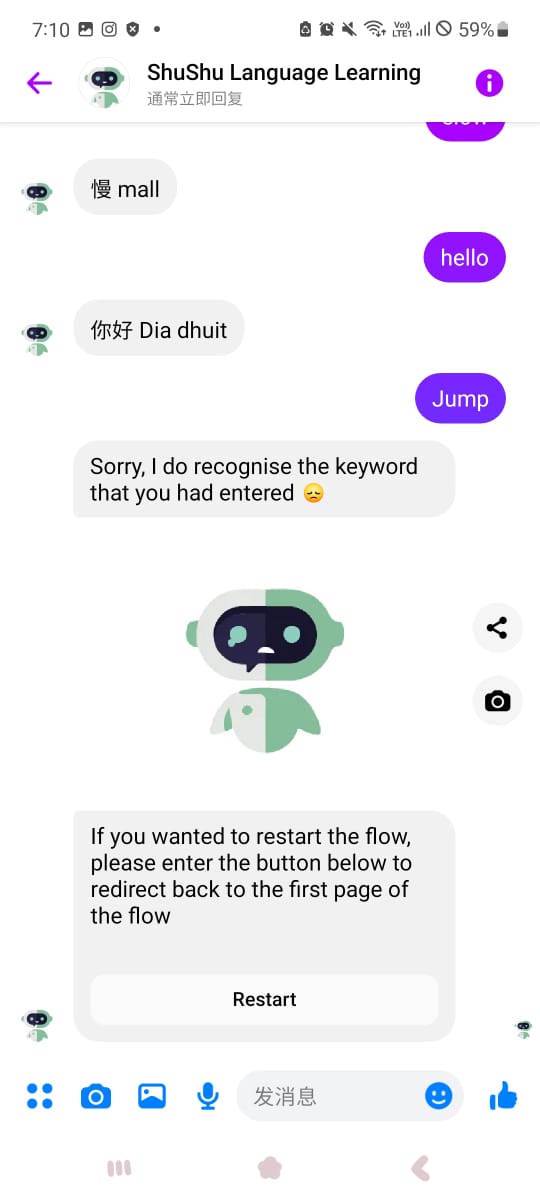 7:10
Vo))
LTE1
59%
ShuShu Language Learning
通常立即回复
慢 mall
hello
你好 Dia dhuit
Jump
Sorry, I do recognise the keyword
that you had entered 😞
If you wanted to restart the flow,
please enter the button below to
redirect back to the first page of
the flow
Restart
发消息